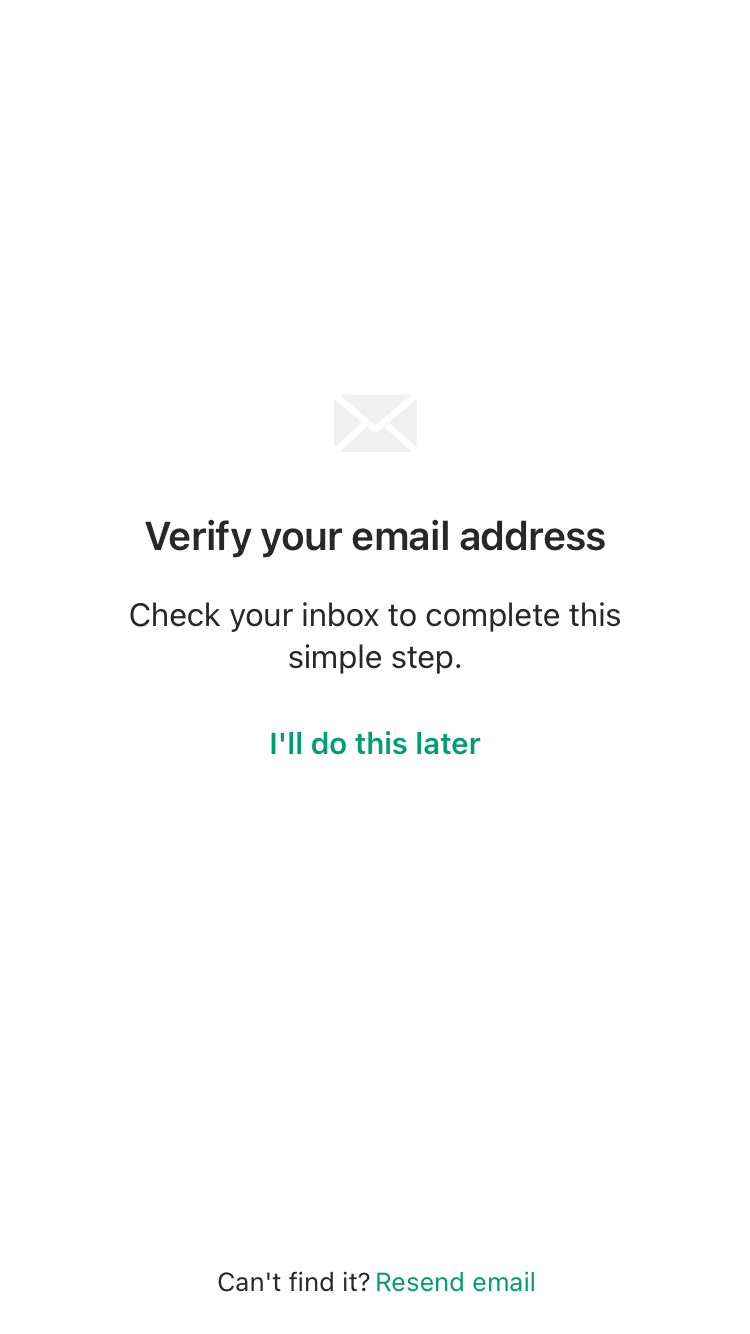 Verify your email address
Check your inbox to complete this
simple step.
I'll do this later
Can't find it? Resend email